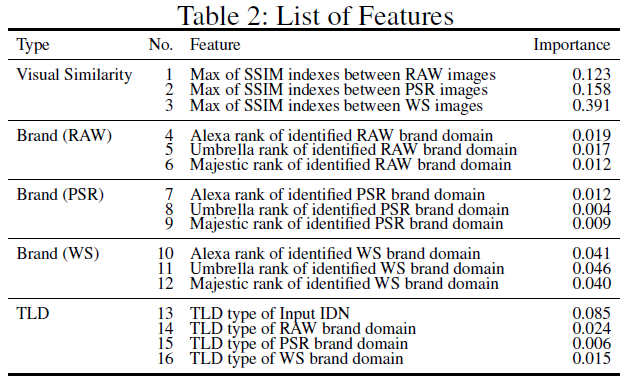 Table 2: List of Features
Type No. Feature Importance
Visual Similarity 1 Max of SSIM indexes between RAW images 0.123
2 Max of SSIM indexes between PSR images 0.158
3 Max of SSIM indexes between WS images 0.391
Brand (RAW) 4 Alexa rank of identified RAW brand domain 0.019
5 Umbrella rank of identified RAW brand domain 0.017
6 Majestic rank of identified RAW brand domain 0.012
Brand (PSR) 7 Alexa rank of identified PSR brand domain 0.012
8 Umbrella rank of identified PSR brand domain 0.004
9 Majestic rank of identified PSR brand domain 0.009
Brand (WS) 10 Alexa rank of identified WS brand domain 0.041
11 Umbrella rank of identified WS brand domain 0.046
12 Majestic rank of identified WS brand domain 0.040
TLD 13 TLD type of Input IDN 0.085
14 TLD type of RAW brand domain 0.024
15 TLD type of PSR brand domain 0.006
16 TLD type of WS brand domain 0.015